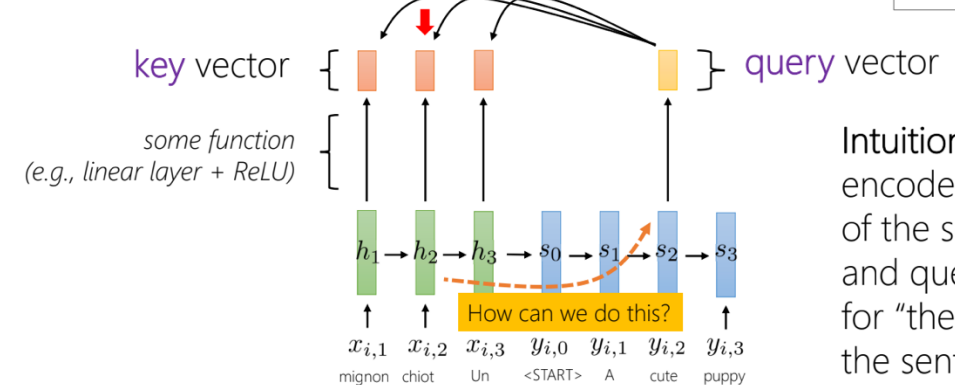 key vector
query vector
some function
(e.g., linear layer + ReLU)
Intuition
encode
of the s
and que
for "the
the sent
h₁ h₂ h₃ s₀ s₁ s₂ s₃
How can we do this?
xᵢ,₁ xᵢ,₂ xᵢ,₃ yᵢ,₀ yᵢ,₁ yᵢ,₂ yᵢ,₃
mignon chiot Un <START> A cute puppy